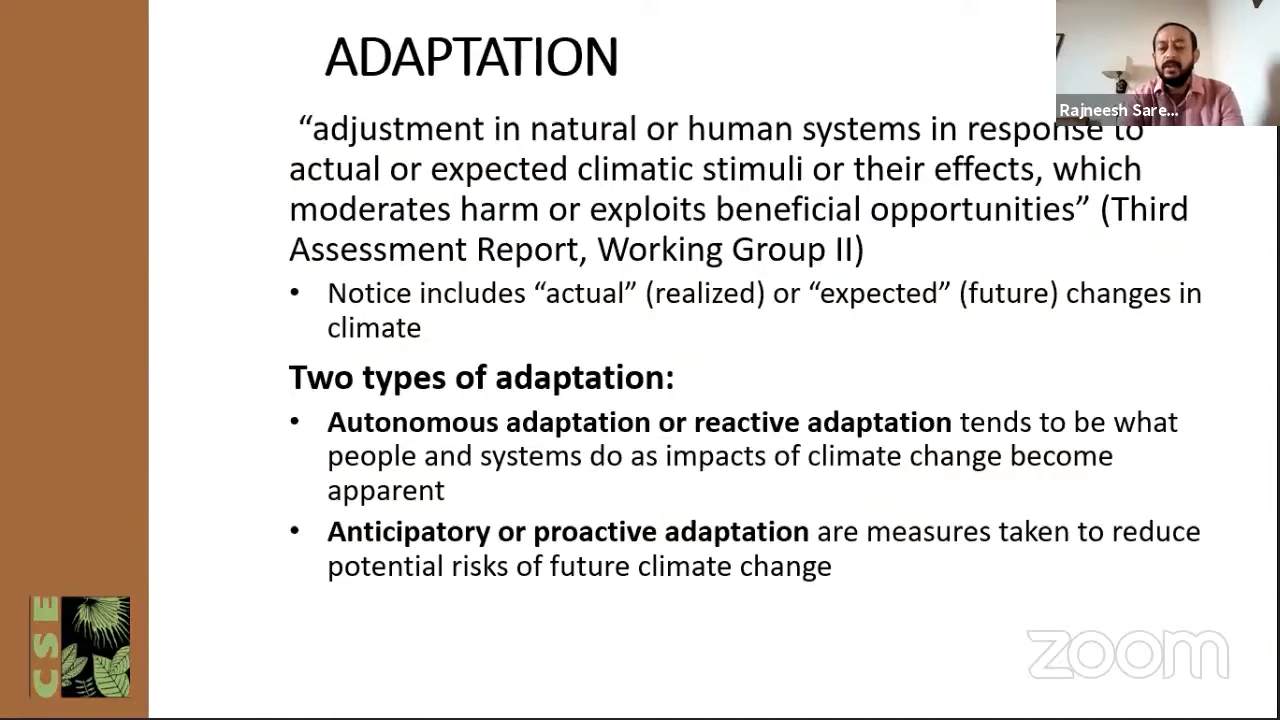 ADAPTATION
Rajneesh Sare...
“adjustment in natural or human systems in response to
actual or expected climatic stimuli or their effects, which
moderates harm or exploits beneficial opportunities” (Third
Assessment Report, Working Group II)
• Notice includes “actual” (realized) or “expected” (future) changes in
climate
Two types of adaptation:
• Autonomous adaptation or reactive adaptation tends to be what
people and systems do as impacts of climate change become
apparent
• Anticipatory or proactive adaptation are measures taken to reduce
potential risks of future climate change
CSE
zoom